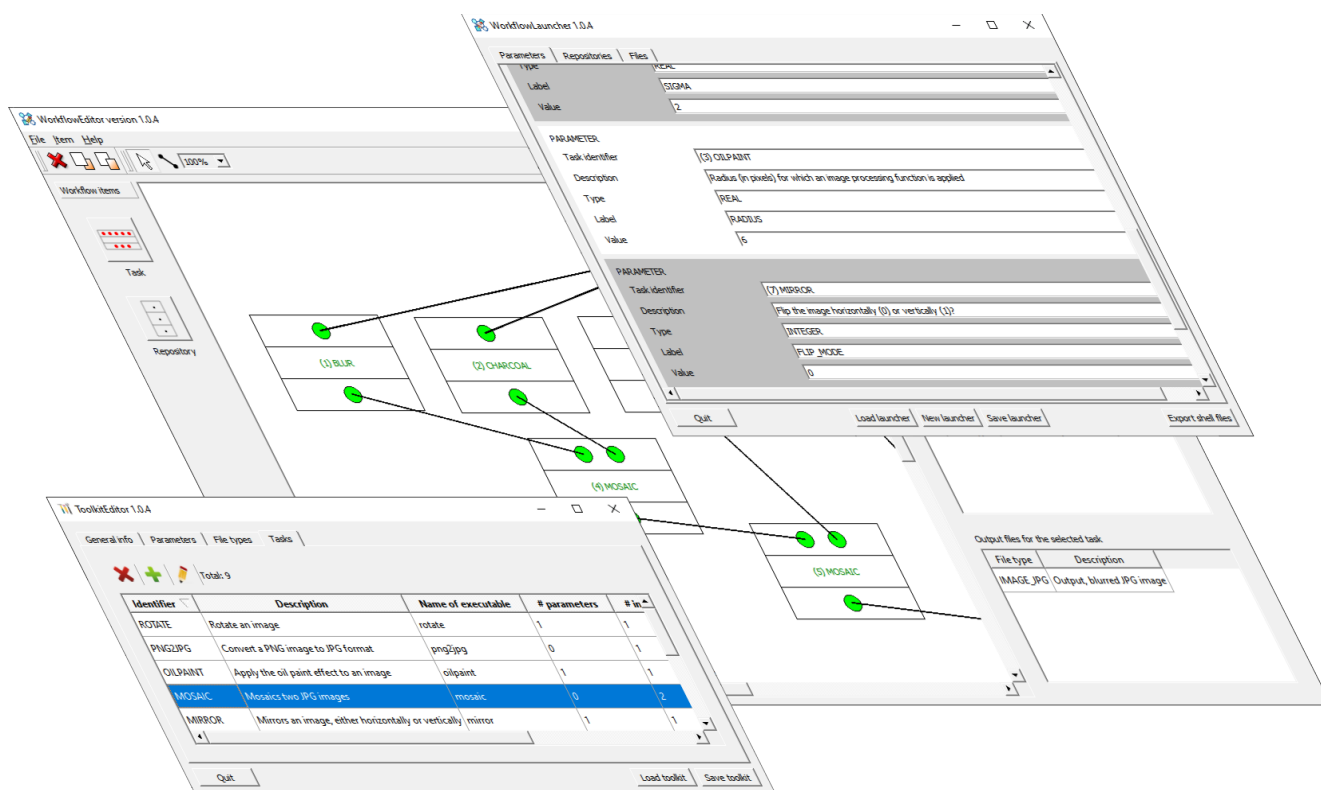 WorkflowLauncher 1.0.4
Parameters Repositories Files
Type REAL
Label SIGMA
Value 2
PARAMETER
Task identifier (3) OILPAINT
Description Radius (in pixels) for which an image processing function is applied
Type REAL
Label RADIUS
Value 6
PARAMETER
Task identifier (7) MIRROR
Description Flip the image horizontally (0) or vertically (1)?
Type INTEGER
Label FLIP_MODE
Value 0
Quit Load launcher New launcher Save launcher Export shell files
WorkflowEditor version 1.0.4
File Item Help
100%
Workflow items
Task
Repository
(1) BLUR
(2) CHARCOAL
(4) MOSAIC
(5) MOSAIC
Output files for the selected task
File type Description
IMAGE_JPG Output, blurred JPG image
ToolkitEditor 1.0.4
General info Parameters File types Tasks
Total: 9
Identifier Description Name of executable # parameters # in
ROTATE Rotate an image rotate 1 1
PNG2JPG Convert a PNG image to JPG format png2jpg 0 1
OILPAINT Apply the oil paint effect to an image oilpaint 1 1
MOSAIC Mosaics two JPG images mosaic 0 2
MIRROR Mirrors an image, either horizontally or vertically mirror 1 1
Quit Load toolkit Save toolkit